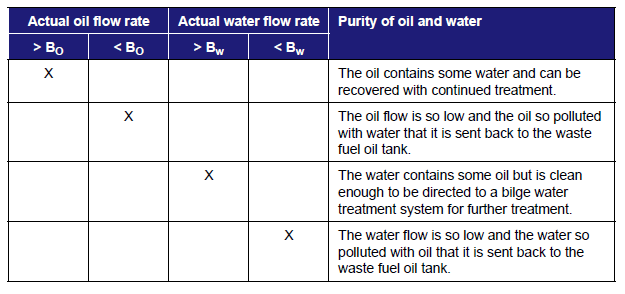 Actual oil flow rate Actual water flow rate Purity of oil and water
> BO < BO > Bw < Bw
X The oil contains some water and can be
recovered with continued treatment.
X The oil flow is so low and the oil so polluted
with water that it is sent back to the waste
fuel oil tank.
X The water contains some oil but is clean
enough to be directed to a bilge water
treatment system for further treatment.
X The water flow is so low and the water so
polluted with oil that it is sent back to the
waste fuel oil tank.